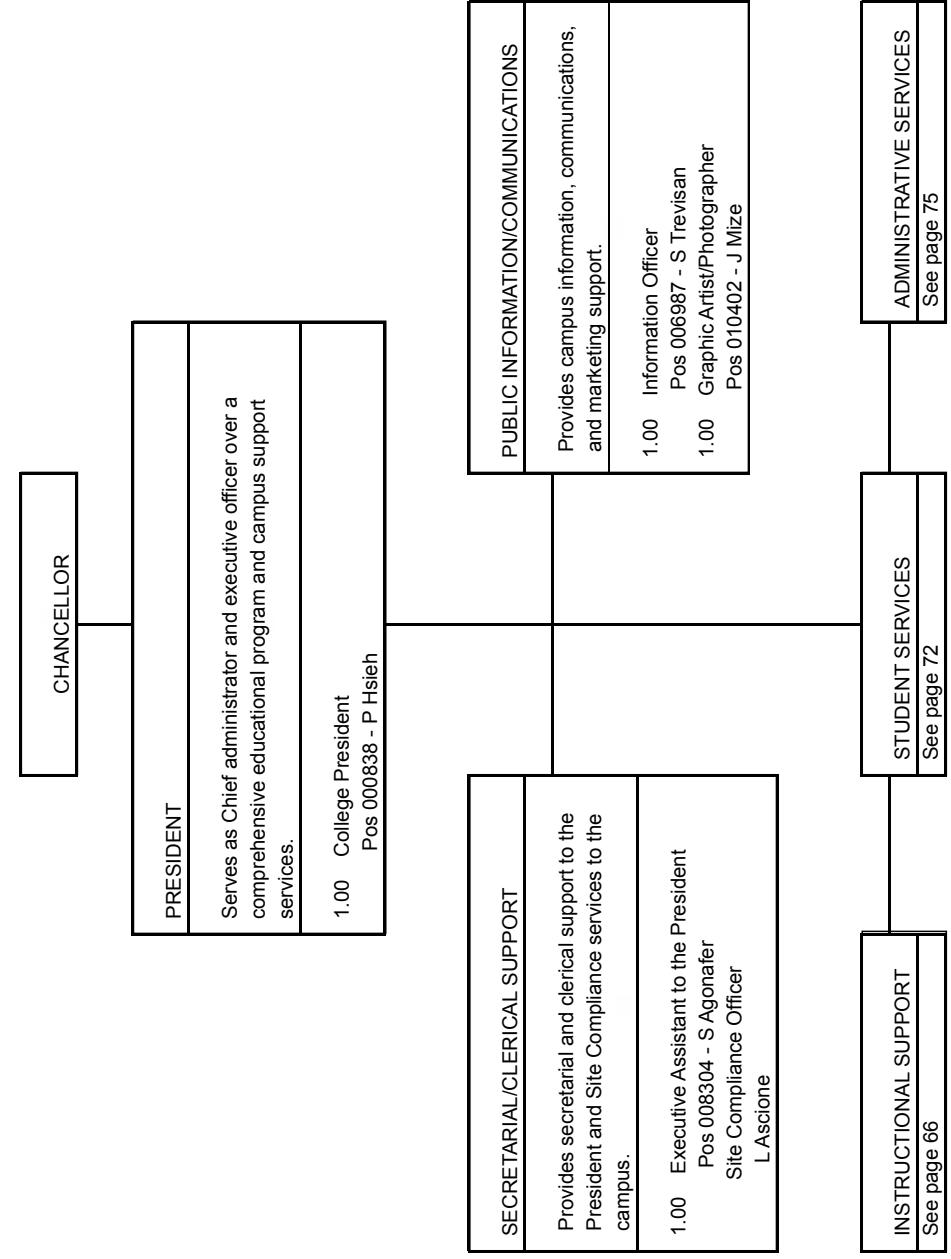 CHANCELLOR
PRESIDENT
Serves as Chief administrator and executive officer over a
comprehensive educational program and campus support
services.
1.00 College President
Pos 000838 - P Hsieh
SECRETARIAL/CLERICAL SUPPORT
Provides secretarial and clerical support to the
President and Site Compliance services to the
campus.
1.00 Executive Assistant to the President
Pos 008304 - S Agonafer
Site Compliance Officer
L Ascione
PUBLIC INFORMATION/COMMUNICATIONS
Provides campus information, communications,
and marketing support.
1.00 Information Officer
Pos 006987 - S Trevisan
1.00 Graphic Artist/Photographer
Pos 010402 - J Mize
INSTRUCTIONAL SUPPORT
See page 66
STUDENT SERVICES
See page 72
ADMINISTRATIVE SERVICES
See page 75